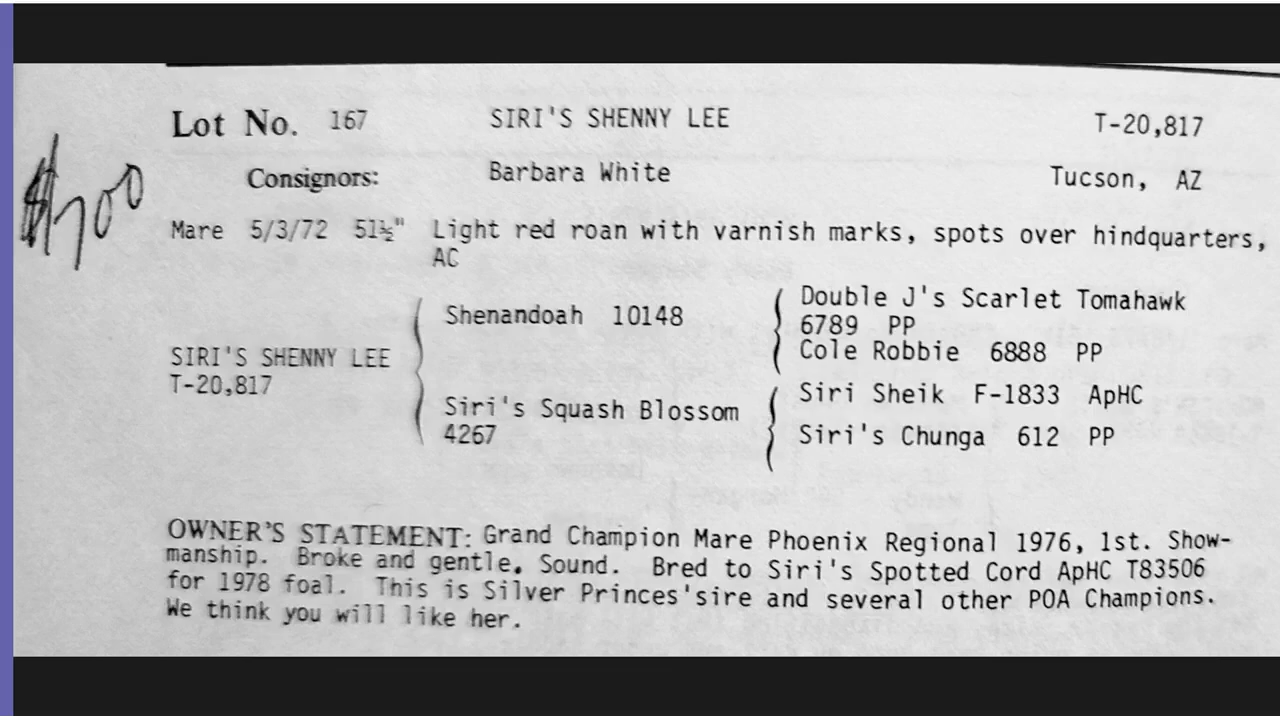 Lot No. 167 SIRI'S SHENNY LEE T-20,817
$700
Consignors: Barbara White Tucson, AZ
Mare 5/3/72 51½" Light red roan with varnish marks, spots over hindquarters,
AC
Double J's Scarlet Tomahawk
Shenandoah 10148
6789 PP
Cole Robbie 6888 PP
SIRI'S SHENNY LEE
T-20,817
Siri Sheik F-1833 ApHC
Siri's Squash Blossom
4267
Siri's Chunga 612 PP
OWNER'S STATEMENT: Grand Champion Mare Phoenix Regional 1976, 1st. Show-
manship. Broke and gentle. Sound. Bred to Siri's Spotted Cord ApHC T83506
for 1978 foal. This is Silver Princes'sire and several other POA Champions.
We think you will like her.